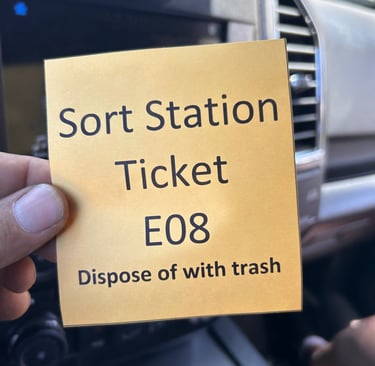 Sort Station
Ticket
E08
Dispose of with trash